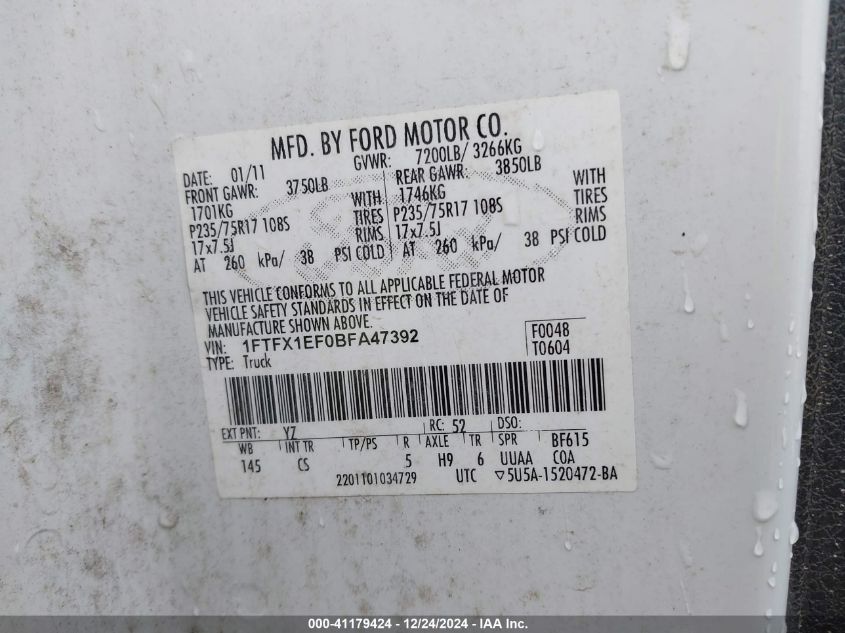 MFD. BY FORD MOTOR CO.
DATE: 01/11 GVWR: 7200LB/ 3266KG
FRONT GAWR: 3750LB REAR GAWR: 3850LB
1701KG WITH 1746KG WITH
P235/75R17 108S TIRES P235/75R17 108S TIRES
17x7.5J RIMS 17x7.5J RIMS
AT 260 kPa/ 38 PSI COLD AT 260 kPa/ 38 PSI COLD
THIS VEHICLE CONFORMS TO ALL APPLICABLE FEDERAL MOTOR
VEHICLE SAFETY STANDARDS IN EFFECT ON THE DATE OF
MANUFACTURE SHOWN ABOVE.
VIN: 1FTFX1EF0BFA47392 F0048
TYPE: Truck T0604
EXT PNT: YZ RC: 52 DSO:
WB INT TR TP/PS R AXLE TR SPR BF615
145 CS 5 H9 6 UUAA COA
2201T01034729 UTC ▽5U5A-1520472-BA
000-41179424 - 12/24/2024 - IAA Inc.